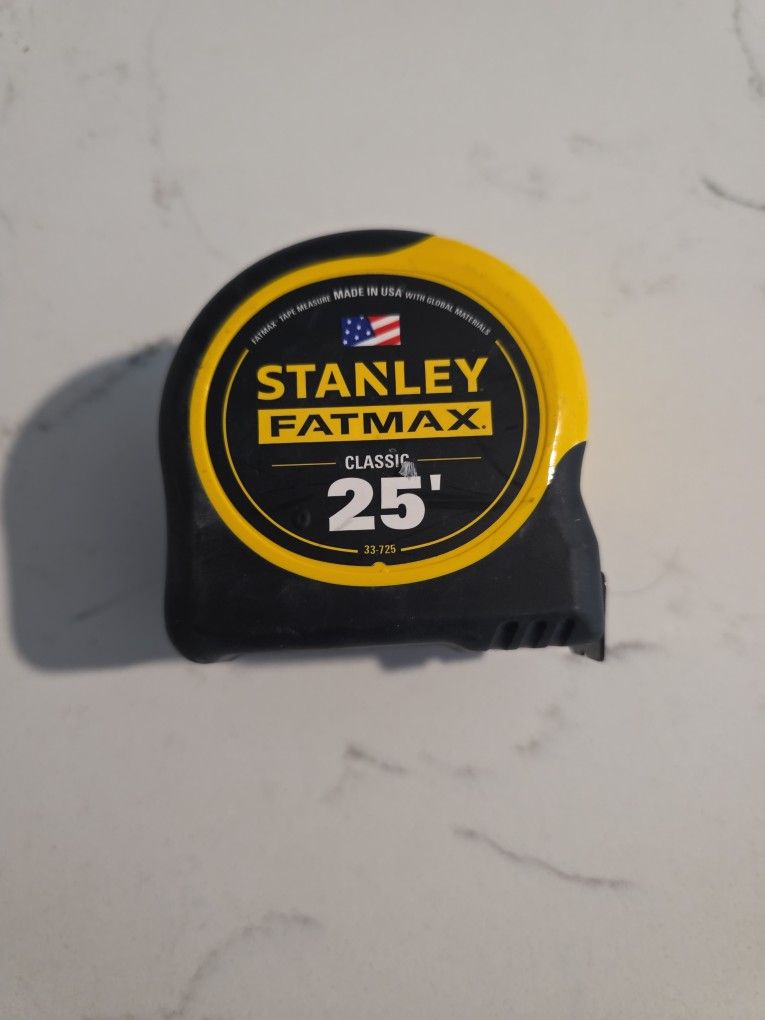 FATMAX® TAPE MEASURE MADE IN USA WITH GLOBAL MATERIALS
STANLEY
FATMAX.
CLASSIC
25'
33-725